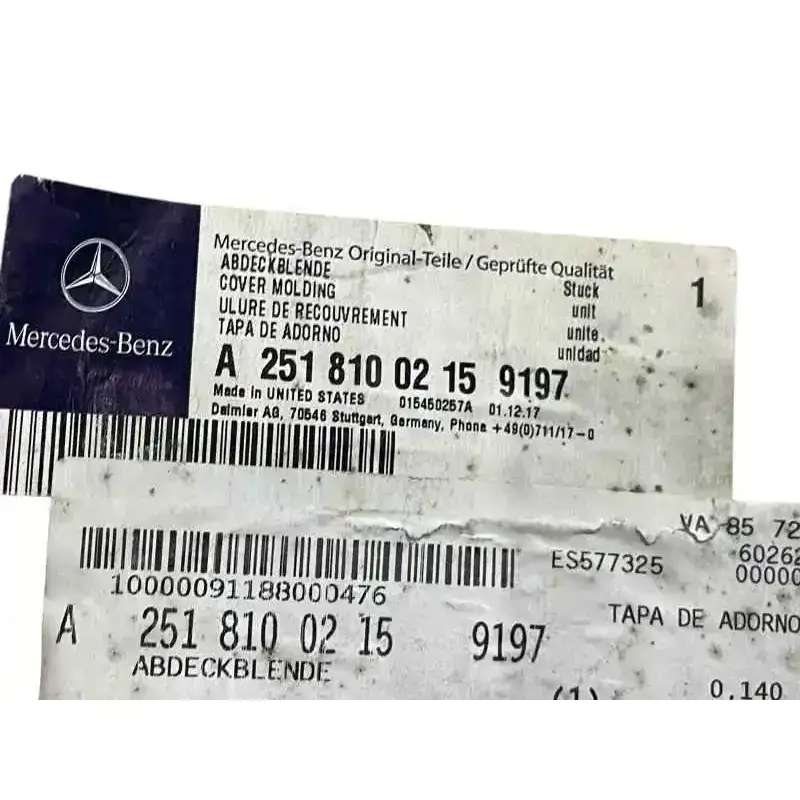 Mercedes-Benz
Mercedes-Benz Original-Teile / Geprüfte Qualität
ABDECKBLENDE
COVER MOLDING
ULURE DE RECOUVREMENT
TAPA DE ADORNO
Stuck
unit
unite.
unidad
1
A 251 810 02 15 9197
Made in UNITED STATES 015450257A 01.12.17
Daimler AG, 70546 Stuttgart, Germany, Phone +49(0)711/17-0
VA 85 72
ES577325
6026
00000
10000091188000476
TAPA DE ADORNO
A 251 810 02 15 9197
ABDECKBLENDE
(1) 0,140